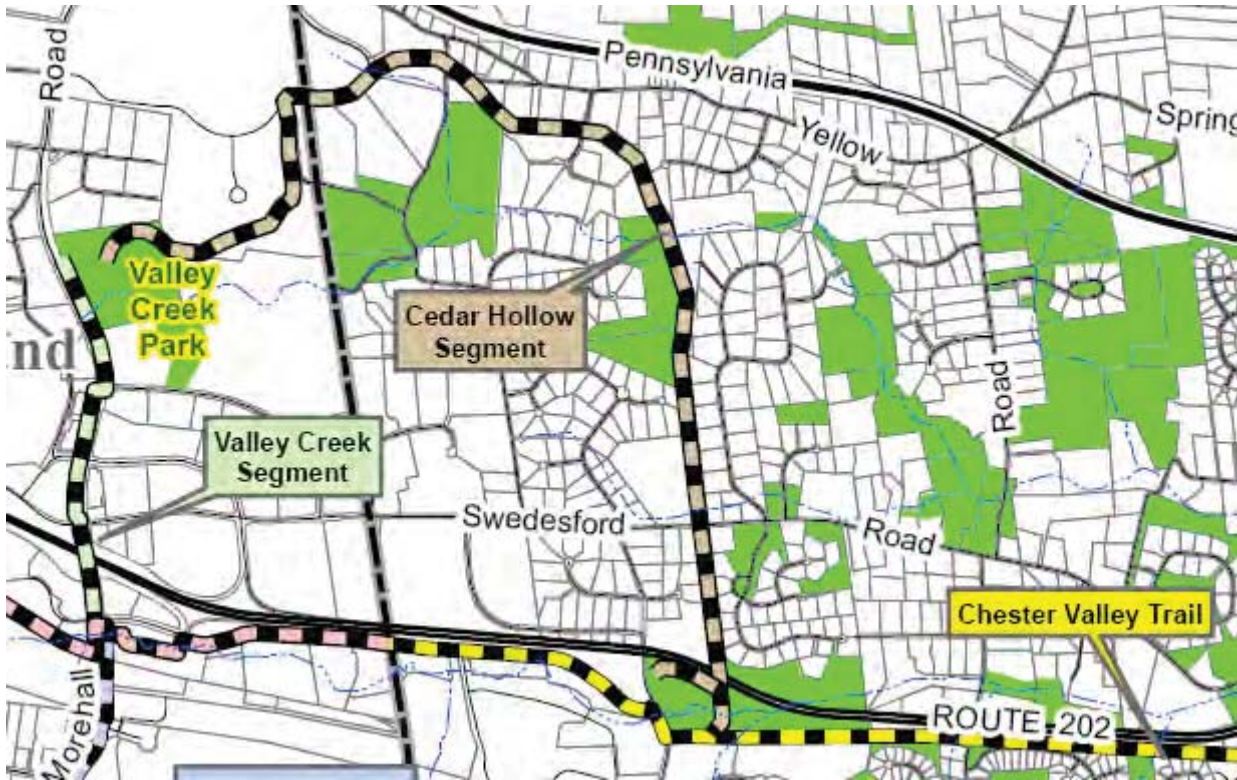 Road
Pennsylvania
Yellow
Spring
Valley
Creek
Park
nd
Cedar Hollow
Segment
Road
Valley Creek
Segment
Swedesford
Road
Chester Valley Trail
Morehall
ROUTE 202